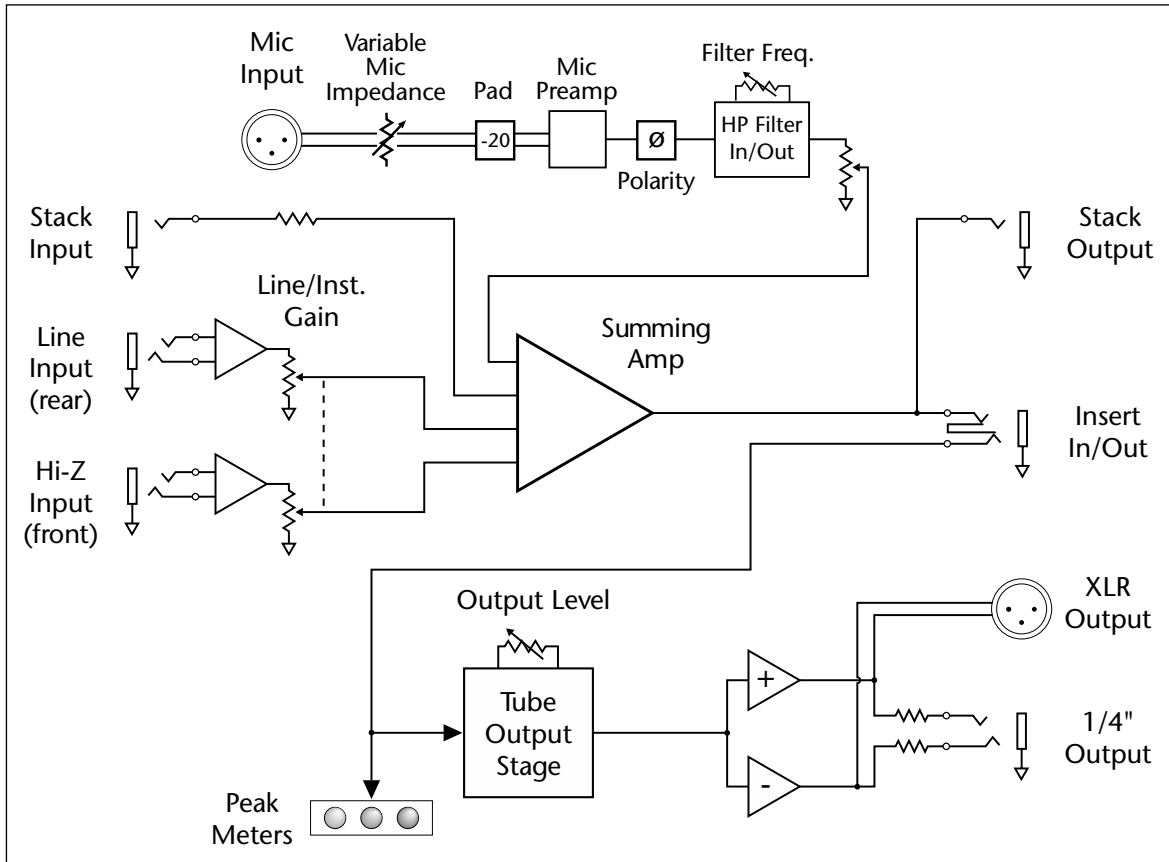 Mic
Input
Variable
Mic
Impedance
Pad
-20
Mic
Preamp
Ø
Polarity
Filter Freq.
HP Filter
In/Out
Stack
Input
Line/Inst.
Gain
Line
Input
(rear)
Hi-Z
Input
(front)
Summing
Amp
Stack
Output
Insert
In/Out
Output Level
Tube
Output
Stage
+
-
XLR
Output
1/4"
Output
Peak
Meters